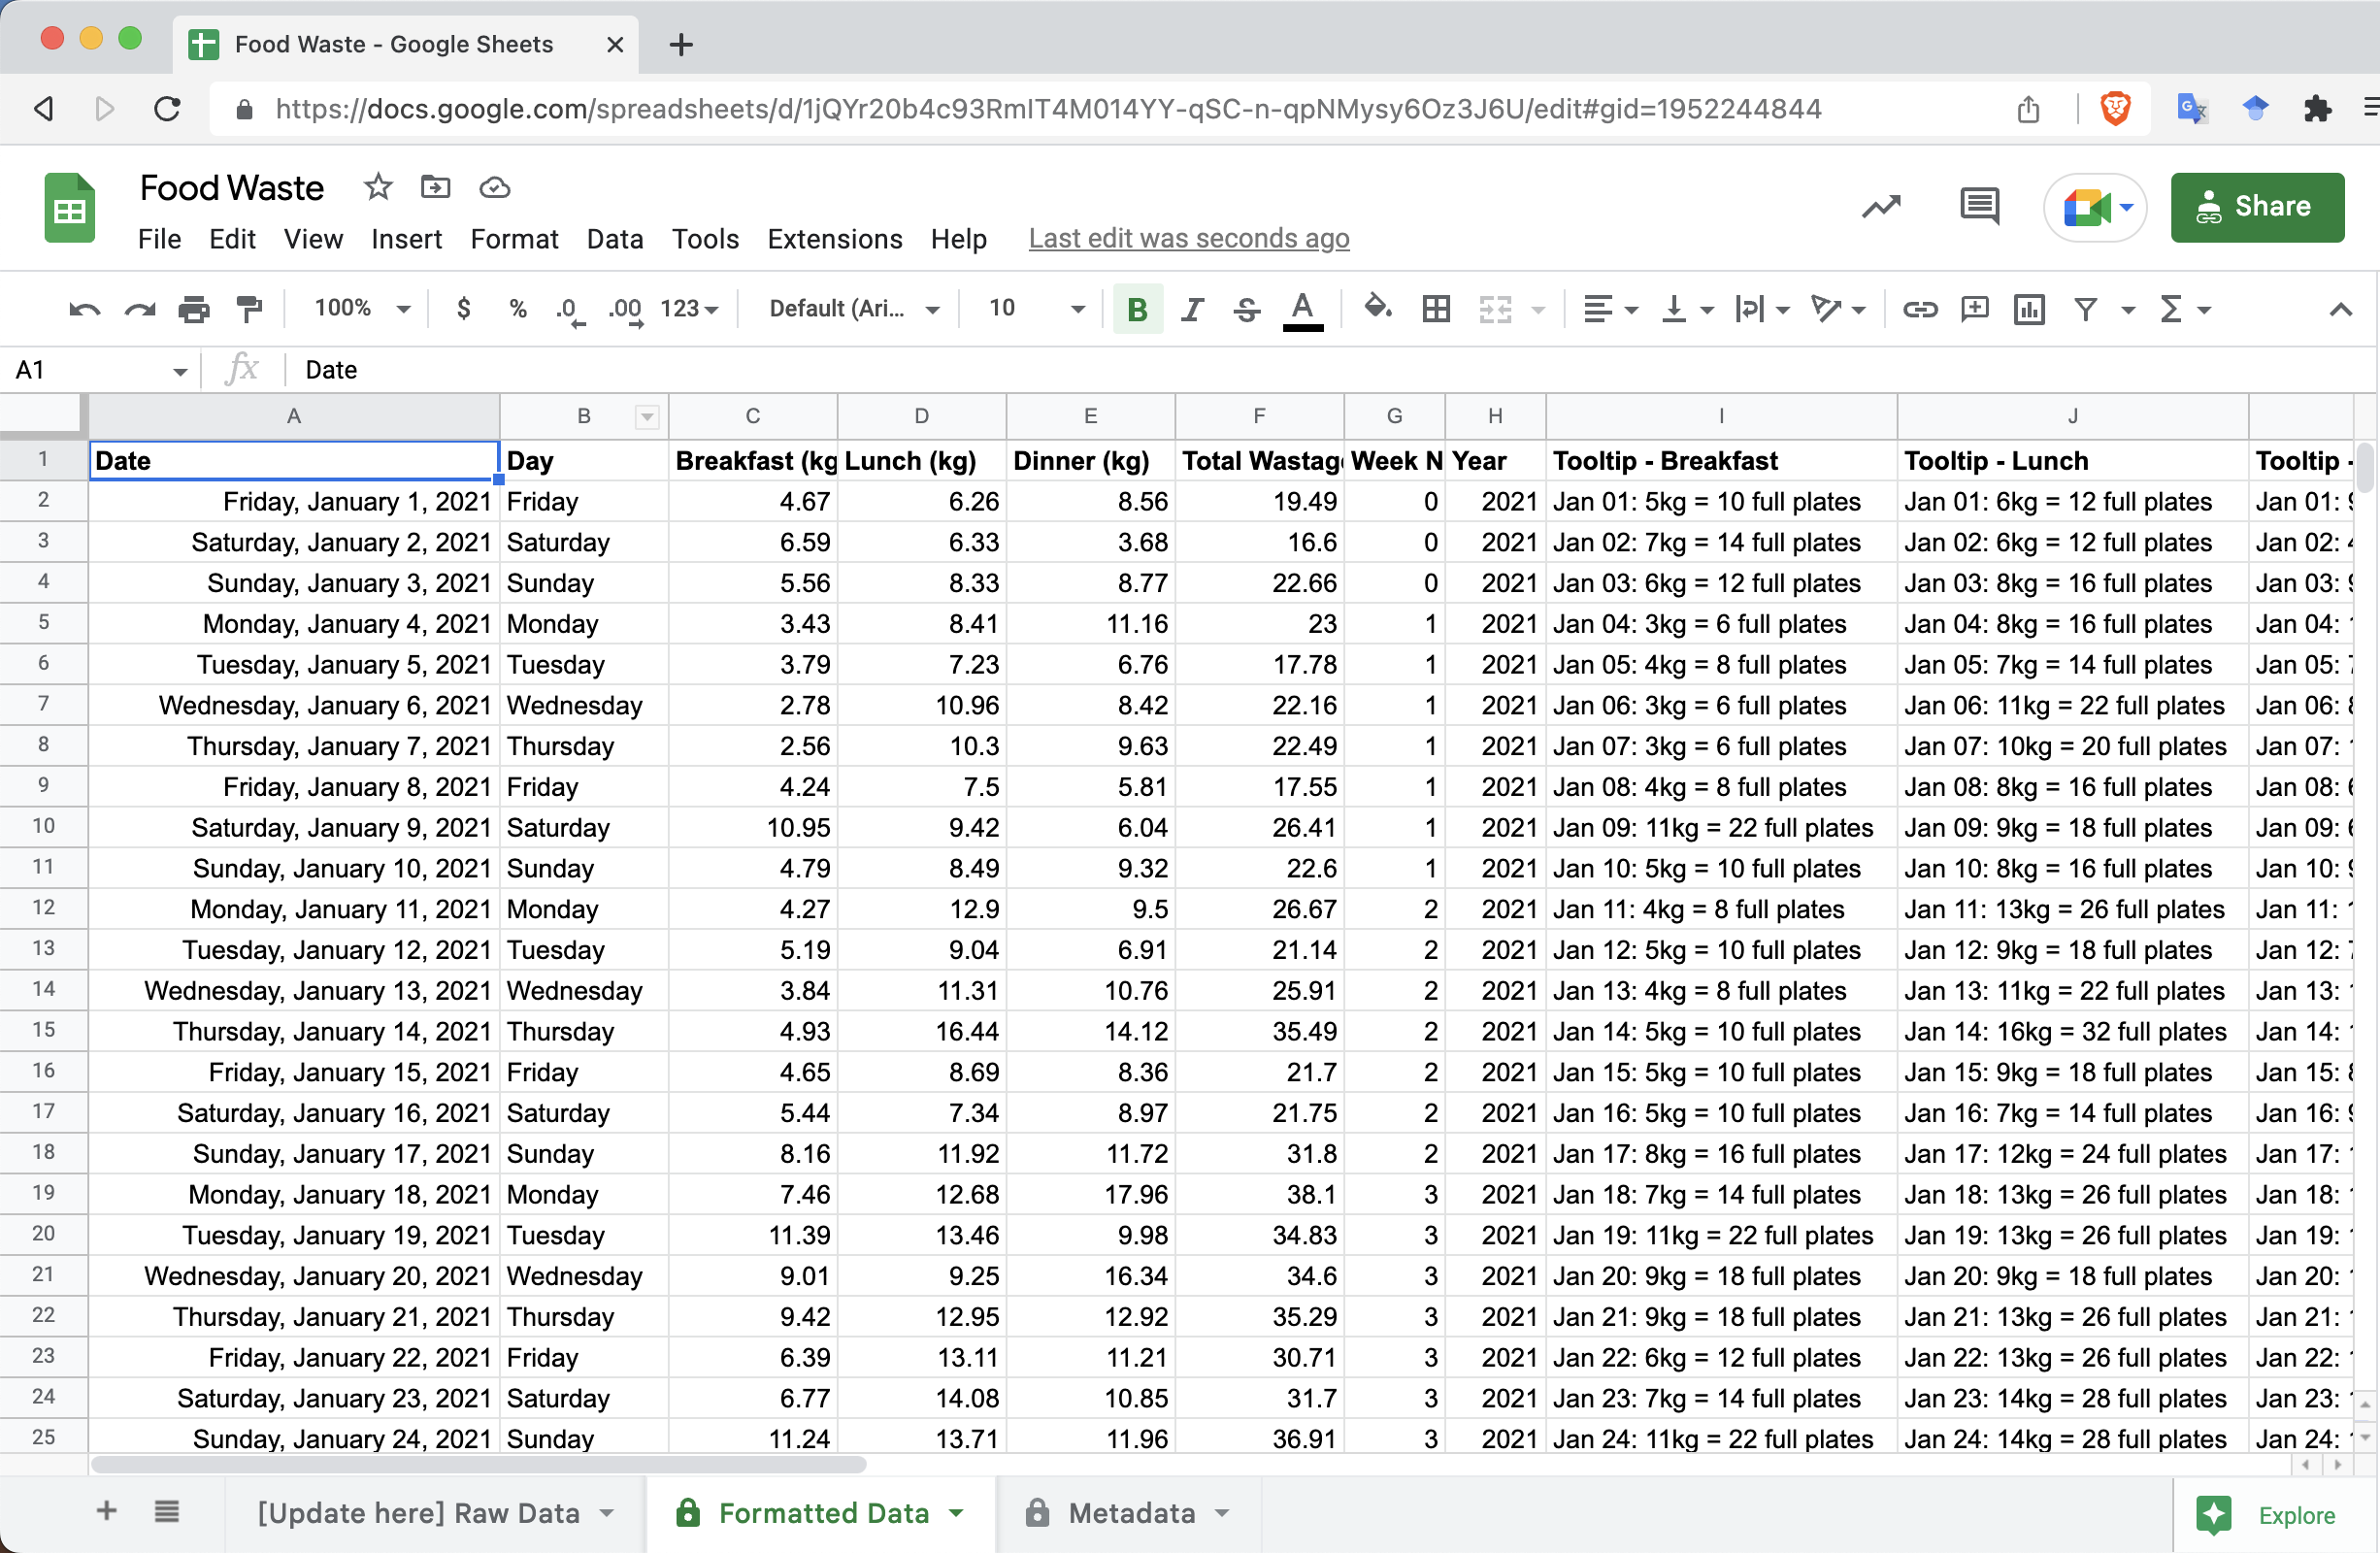 Food Waste - Google Sheets
https://docs.google.com/spreadsheets/d/1jQYr20b4c93RmIT4M014YY-qSC-n-qpNMysy6Oz3J6U/edit#gid=1952244844
Food Waste
Share
File Edit View Insert Format Data Tools Extensions Help Last edit was seconds ago
100% $ % .0 .00 123 Default (Ari... 10 B I S A
A1 fx Date
A B C D E F G H I J
1 Date Day Breakfast (kg Lunch (kg) Dinner (kg) Total Wastag Week N Year Tooltip - Breakfast Tooltip - Lunch Tooltip -
2 Friday, January 1, 2021 Friday 4.67 6.26 8.56 19.49 0 2021 Jan 01: 5kg = 10 full plates Jan 01: 6kg = 12 full plates Jan 01:
3 Saturday, January 2, 2021 Saturday 6.59 6.33 3.68 16.6 0 2021 Jan 02: 7kg = 14 full plates Jan 02: 6kg = 12 full plates Jan 02:
4 Sunday, January 3, 2021 Sunday 5.56 8.33 8.77 22.66 0 2021 Jan 03: 6kg = 12 full plates Jan 03: 8kg = 16 full plates Jan 03:
5 Monday, January 4, 2021 Monday 3.43 8.41 11.16 23 1 2021 Jan 04: 3kg = 6 full plates Jan 04: 8kg = 16 full plates Jan 04:
6 Tuesday, January 5, 2021 Tuesday 3.79 7.23 6.76 17.78 1 2021 Jan 05: 4kg = 8 full plates Jan 05: 7kg = 14 full plates Jan 05:
7 Wednesday, January 6, 2021 Wednesday 2.78 10.96 8.42 22.16 1 2021 Jan 06: 3kg = 6 full plates Jan 06: 11kg = 22 full plates Jan 06:
8 Thursday, January 7, 2021 Thursday 2.56 10.3 9.63 22.49 1 2021 Jan 07: 3kg = 6 full plates Jan 07: 10kg = 20 full plates Jan 07:
9 Friday, January 8, 2021 Friday 4.24 7.5 5.81 17.55 1 2021 Jan 08: 4kg = 8 full plates Jan 08: 8kg = 16 full plates Jan 08:
10 Saturday, January 9, 2021 Saturday 10.95 9.42 6.04 26.41 1 2021 Jan 09: 11kg = 22 full plates Jan 09: 9kg = 18 full plates Jan 09:
11 Sunday, January 10, 2021 Sunday 4.79 8.49 9.32 22.6 1 2021 Jan 10: 5kg = 10 full plates Jan 10: 8kg = 16 full plates Jan 10:
12 Monday, January 11, 2021 Monday 4.27 12.9 9.5 26.67 2 2021 Jan 11: 4kg = 8 full plates Jan 11: 13kg = 26 full plates Jan 11:
13 Tuesday, January 12, 2021 Tuesday 5.19 9.04 6.91 21.14 2 2021 Jan 12: 5kg = 10 full plates Jan 12: 9kg = 18 full plates Jan 12:
14 Wednesday, January 13, 2021 Wednesday 3.84 11.31 10.76 25.91 2 2021 Jan 13: 4kg = 8 full plates Jan 13: 11kg = 22 full plates Jan 13:
15 Thursday, January 14, 2021 Thursday 4.93 16.44 14.12 35.49 2 2021 Jan 14: 5kg = 10 full plates Jan 14: 16kg = 32 full plates Jan 14:
16 Friday, January 15, 2021 Friday 4.65 8.69 8.36 21.7 2 2021 Jan 15: 5kg = 10 full plates Jan 15: 9kg = 18 full plates Jan 15:
17 Saturday, January 16, 2021 Saturday 5.44 7.34 8.97 21.75 2 2021 Jan 16: 5kg = 10 full plates Jan 16: 7kg = 14 full plates Jan 16:
18 Sunday, January 17, 2021 Sunday 8.16 11.92 11.72 31.8 2 2021 Jan 17: 8kg = 16 full plates Jan 17: 12kg = 24 full plates Jan 17:
19 Monday, January 18, 2021 Monday 7.46 12.68 17.96 38.1 3 2021 Jan 18: 7kg = 14 full plates Jan 18: 13kg = 26 full plates Jan 18:
20 Tuesday, January 19, 2021 Tuesday 11.39 13.46 9.98 34.83 3 2021 Jan 19: 11kg = 22 full plates Jan 19: 13kg = 26 full plates Jan 19:
21 Wednesday, January 20, 2021 Wednesday 9.01 9.25 16.34 34.6 3 2021 Jan 20: 9kg = 18 full plates Jan 20: 9kg = 18 full plates Jan 20:
22 Thursday, January 21, 2021 Thursday 9.42 12.95 12.92 35.29 3 2021 Jan 21: 9kg = 18 full plates Jan 21: 13kg = 26 full plates Jan 21:
23 Friday, January 22, 2021 Friday 6.39 13.11 11.21 30.71 3 2021 Jan 22: 6kg = 12 full plates Jan 22: 13kg = 26 full plates Jan 22:
24 Saturday, January 23, 2021 Saturday 6.77 14.08 10.85 31.7 3 2021 Jan 23: 7kg = 14 full plates Jan 23: 14kg = 28 full plates Jan 23:
25 Sunday, January 24, 2021 Sunday 11.24 13.71 11.96 36.91 3 2021 Jan 24: 11kg = 22 full plates Jan 24: 14kg = 28 full plates Jan 24:
[Update here] Raw Data Formatted Data Metadata Explore